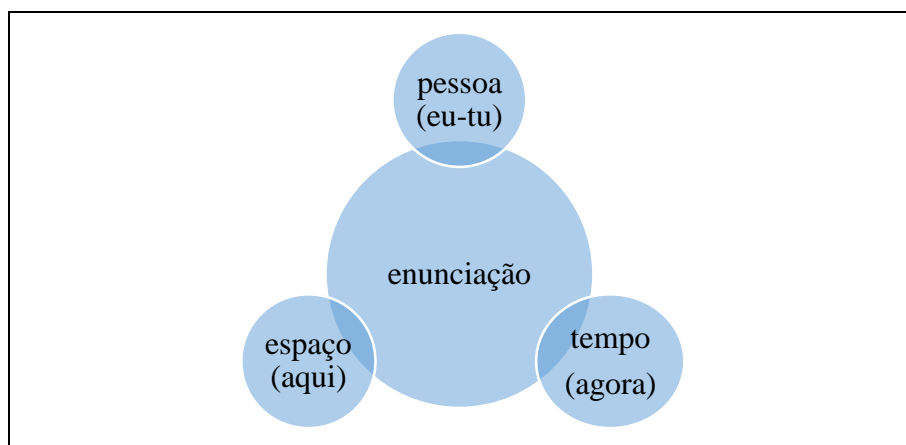 pessoa
(eu-tu)
enunciação
espaço
(aqui)
tempo
(agora)